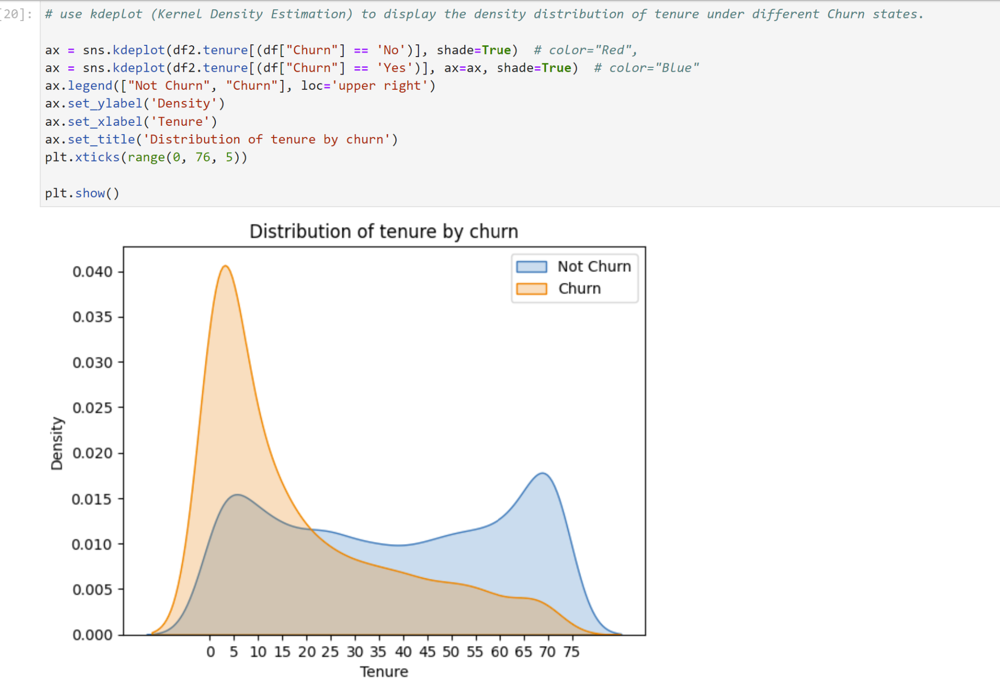 [20]: # use kdeplot (Kernel Density Estimation) to display the density distribution of tenure under different Churn states.
ax = sns.kdeplot(df2.tenure[(df["Churn"] == 'No')], shade=True)  # color="Red",
ax = sns.kdeplot(df2.tenure[(df["Churn"] == 'Yes')], ax=ax, shade=True)  # color="Blue"
ax.legend(["Not Churn", "Churn"], loc='upper right')
ax.set_ylabel('Density')
ax.set_xlabel('Tenure')
ax.set_title('Distribution of tenure by churn')
plt.xticks(range(0, 76, 5))
plt.show()
Distribution of tenure by churn
Not Churn
Churn
0.040
0.035
0.030
0.025
0.020
0.015
0.010
0.005
0.000
Density
0 5 10 15 20 25 30 35 40 45 50 55 60 65 70 75
Tenure